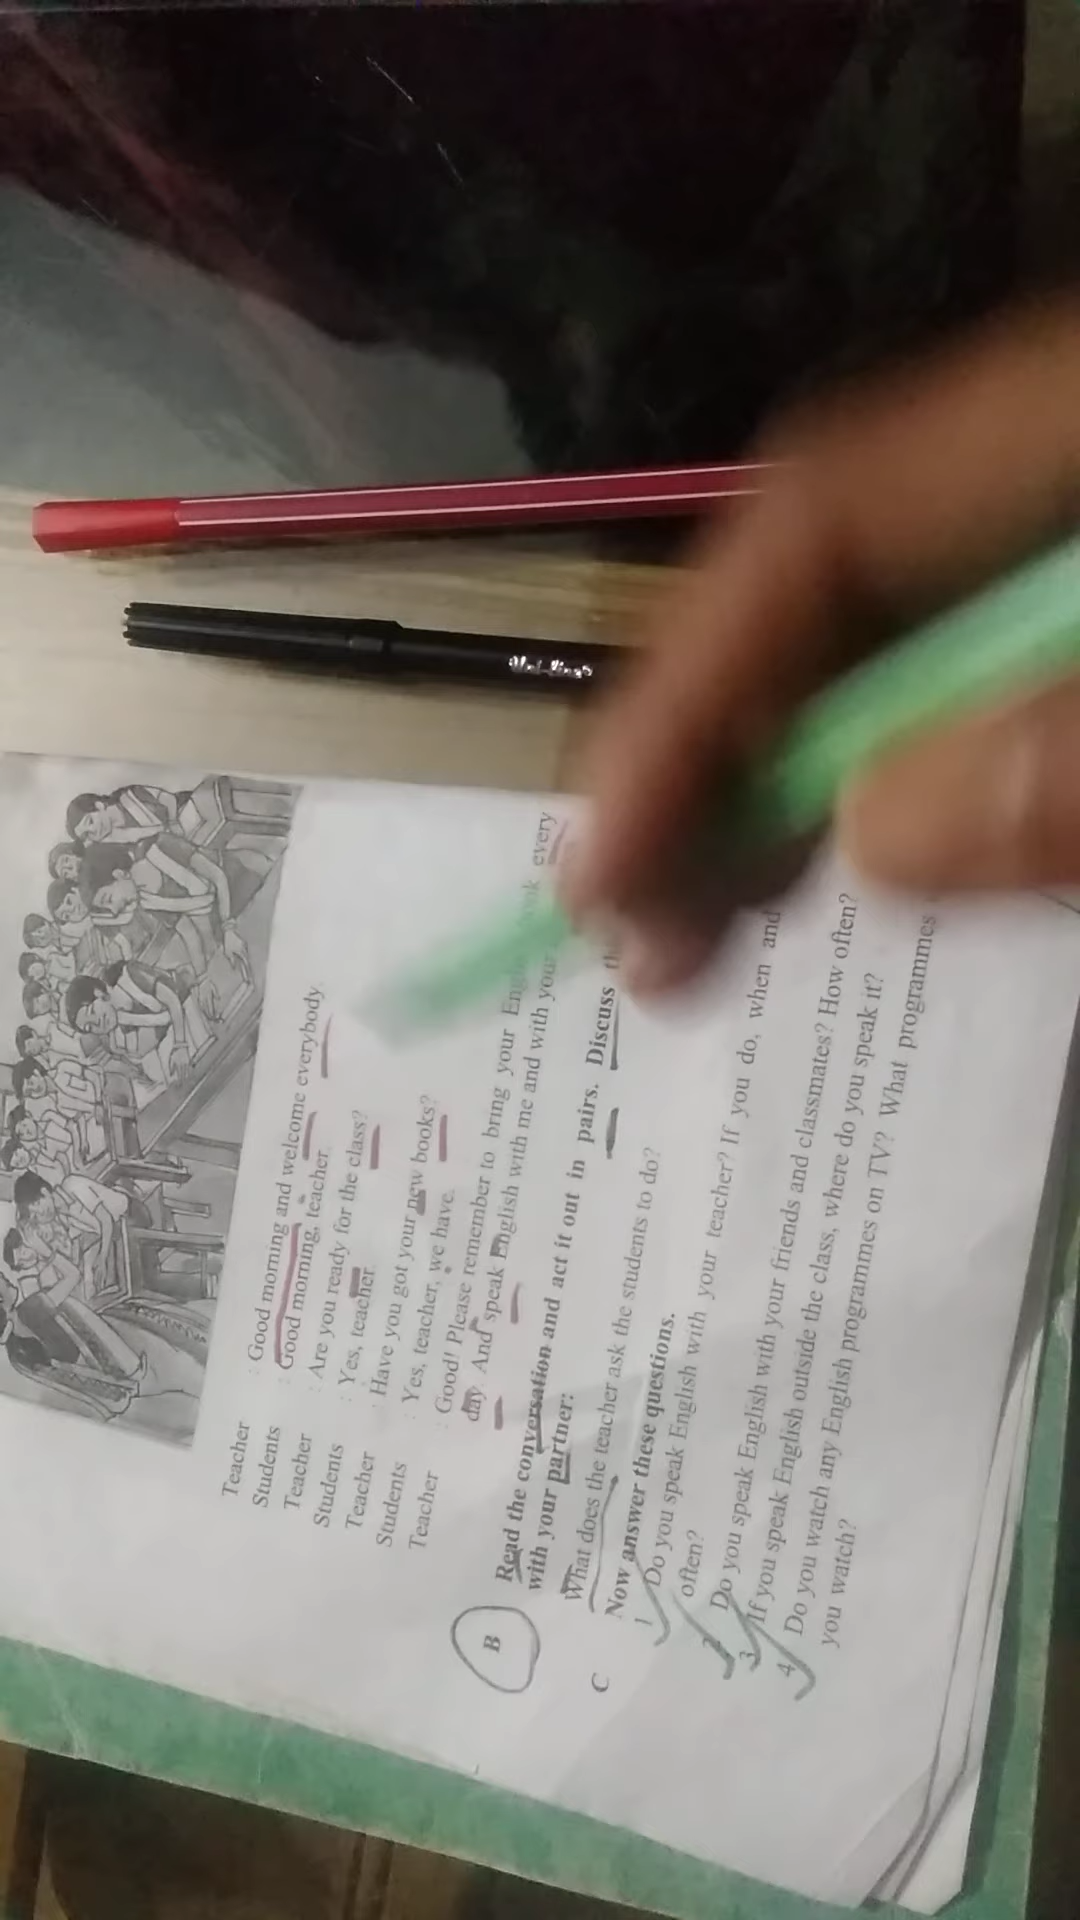 Teacher : Good morning and welcome everybody.
Students : Good morning, teacher.
Teacher : Are you ready for the class?
Students : Yes, teacher.
Teacher : Have you got your new books?
Students : Yes, teacher, we have.
Teacher : Good! Please remember to bring your every
day. And speak English with me and with your
B Read the conversation and act it out in pairs. Discuss
with your partner:
What does the teacher ask the students to do?
C Now answer these questions.
1 Do you speak English with your teacher? If you do, when and
often?
2 Do you speak English with your friends and classmates? How often?
3 If you speak English outside the class, where do you speak it?
4 Do you watch any English programmes on TV? What programmes
you watch?